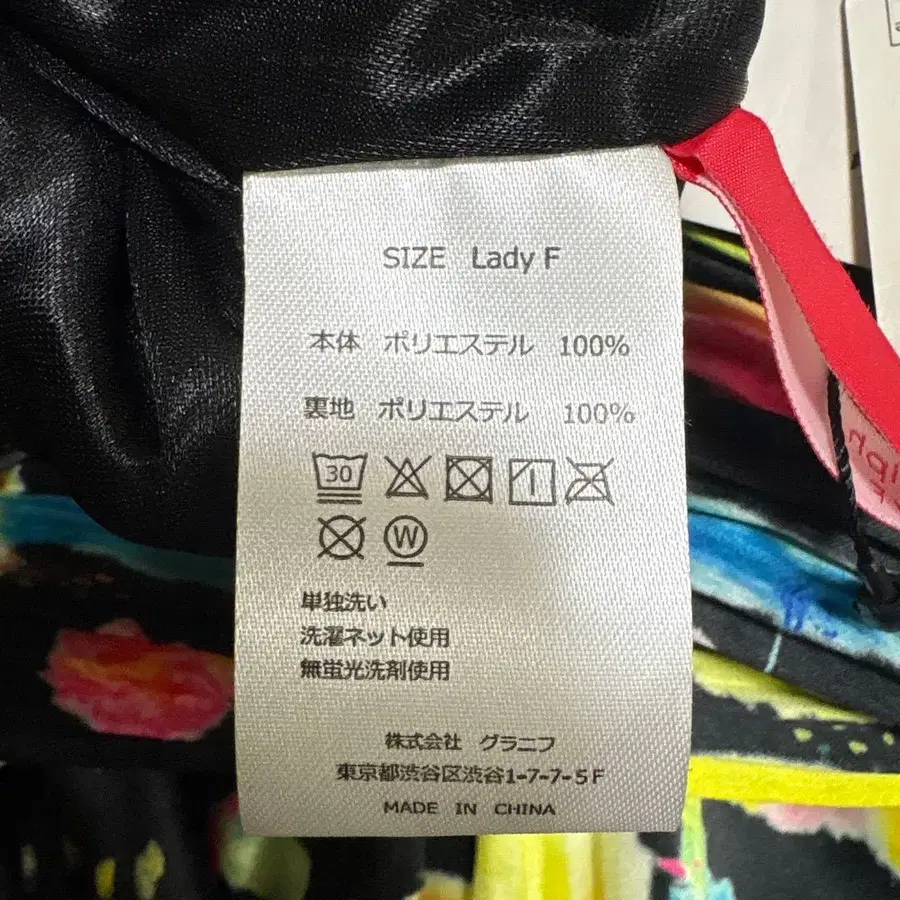 SIZE Lady F
本体 ポリエステル 100%
裏地 ポリエステル 100%
30
W
単独洗い
洗濯ネット使用
無蛍光洗剤使用
株式会社 グラニフ
東京都渋谷区渋谷1-7-7-5F
MADE IN CHINA